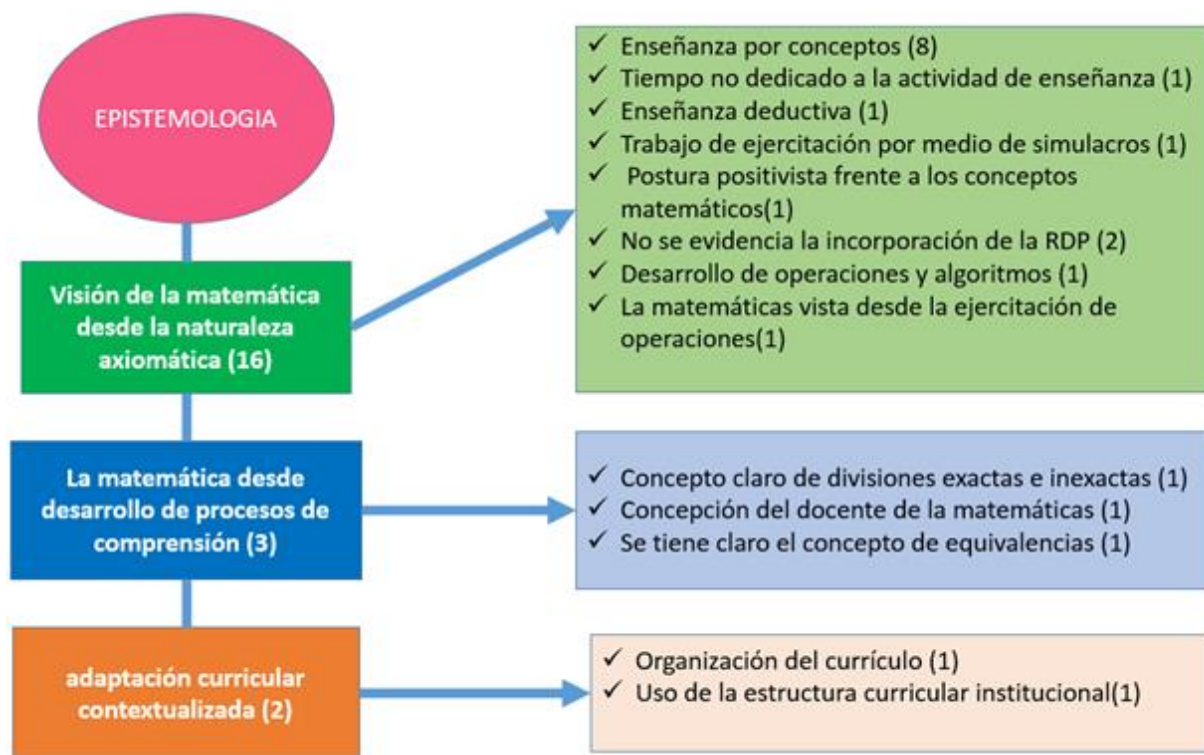 EPISTEMOLOGIA
Visión de la matemática
desde la naturaleza
axiomática (16)
✓ Enseñanza por conceptos (8)
✓ Tiempo no dedicado a la actividad de enseñanza (1)
✓ Enseñanza deductiva (1)
✓ Trabajo de ejercitación por medio de simulacros (1)
✓ Postura positivista frente a los conceptos
matemáticos(1)
✓ No se evidencia la incorporación de la RDP (2)
✓ Desarrollo de operaciones y algoritmos (1)
✓ La matemáticas vista desde la ejercitación de
operaciones(1)
La matemática desde
desarrollo de procesos de
comprensión (3)
✓ Concepto claro de divisiones exactas e inexactas (1)
✓ Concepción del docente de la matemáticas (1)
✓ Se tiene claro el concepto de equivalencias (1)
adaptación curricular
contextualizada (2)
✓ Organización del currículo (1)
✓ Uso de la estructura curricular institucional(1)